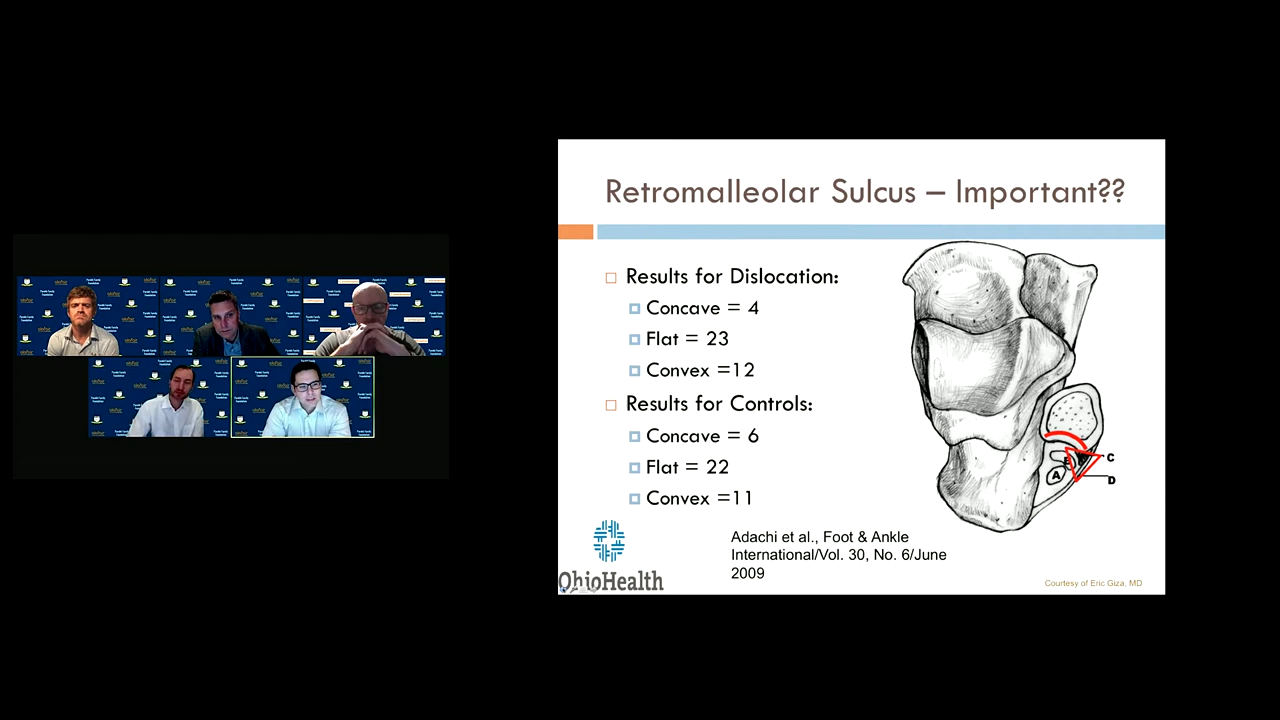 Retromalleolar Sulcus – Important??
Results for Dislocation:
Concave = 4
Flat = 23
Convex =12
Results for Controls:
Concave = 6
Flat = 22
Convex =11
C
A
D
Adachi et al., Foot & Ankle
International/Vol. 30, No. 6/June
2009
OhioHealth
Courtesy of Eric Giza, MD